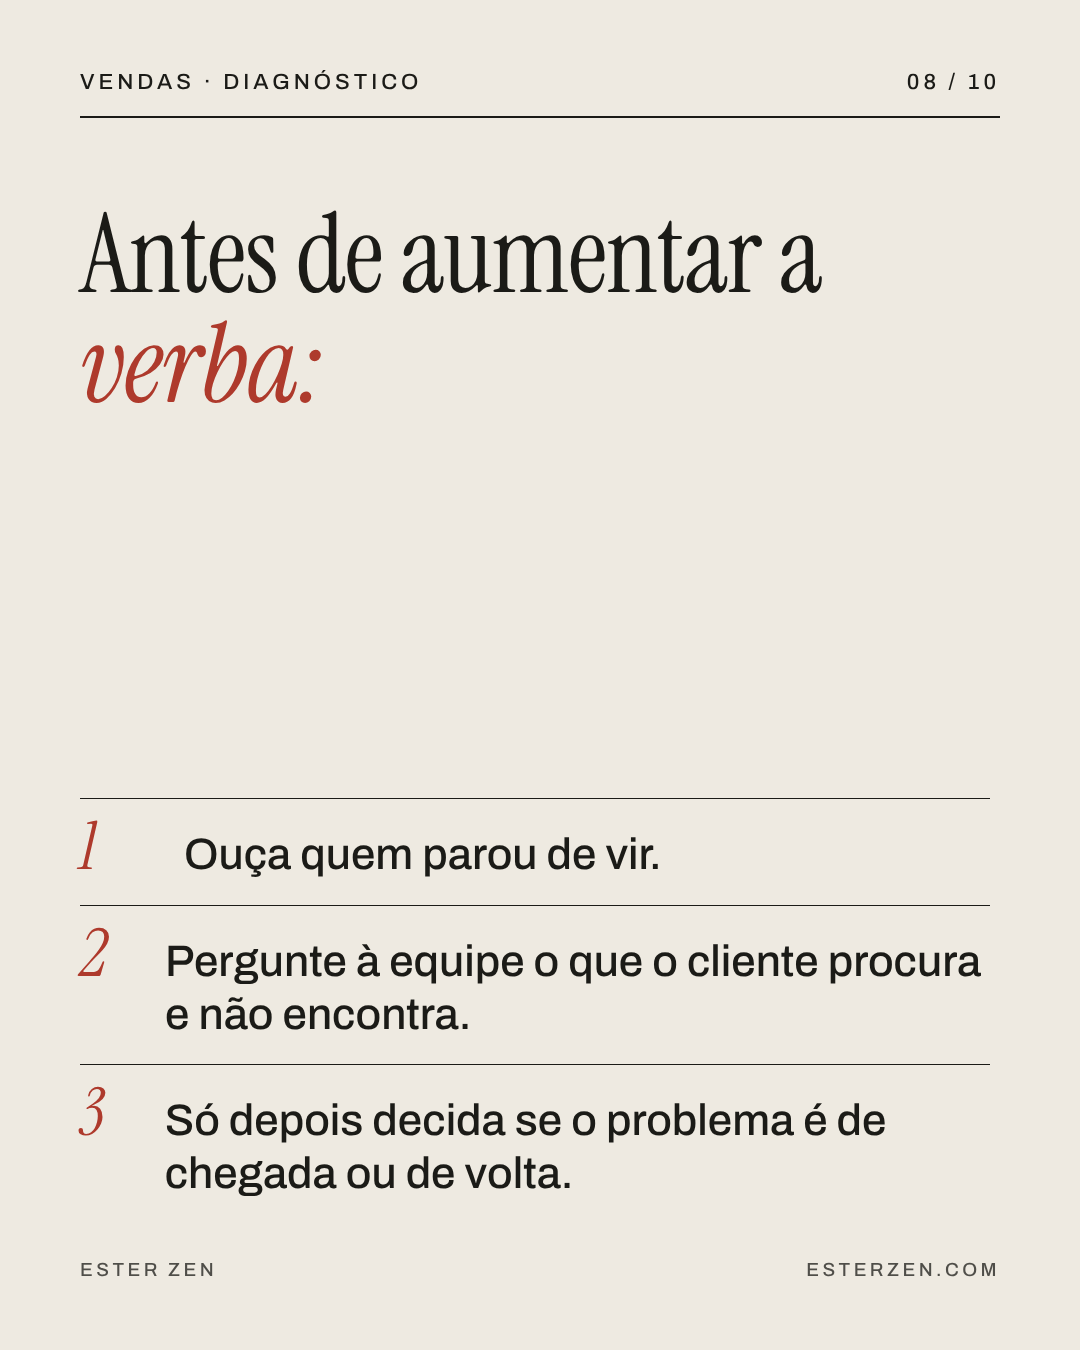 VENDAS · DIAGNÓSTICO 08 / 10
Antes de aumentar a
verba:
1 Ouça quem parou de vir.
2 Pergunte à equipe o que o cliente procura
e não encontra.
3 Só depois decida se o problema é de
chegada ou de volta.
ESTER ZEN ESTERZEN.COM